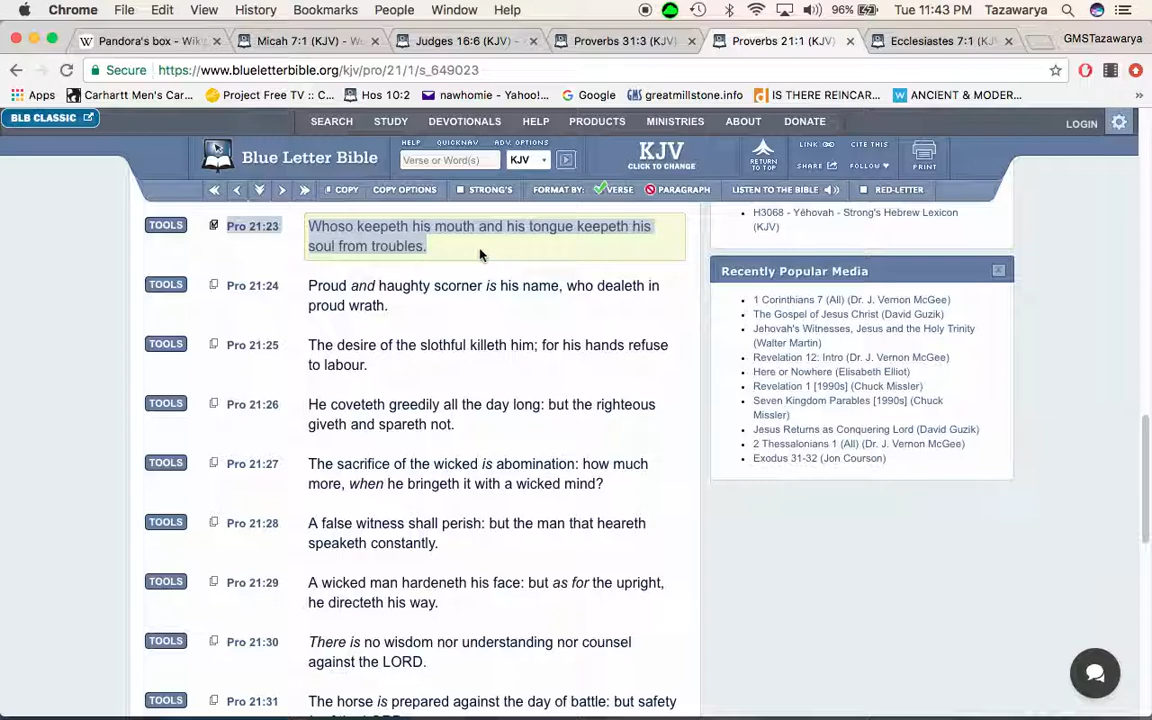 Chrome File Edit View History Bookmarks People Window Help 96% Tue 11:43 PM Tazawarya
Pandora's box - Wik
Micah 7:1 (KJV) - W
Judges 16:6 (KJV) -
Proverbs 31:3 (KJV)
Proverbs 21:1 (KJV)
Ecclesiastes 7:1 (KJV)
GMSTazawarya
Secure https://www.blueletterbible.org/kjv/pro/21/1/s_649023
Apps Carhartt Men's Car... Project Free TV :: C... Hos 10:2 nawhomie - Yahoo!... Google greatmillstone.info IS THERE REINCAR... ANCIENT & MODER... »
BLB CLASSIC
SEARCH STUDY DEVOTIONALS HELP PRODUCTS MINISTRIES ABOUT DONATE LOGIN
Blue Letter Bible
HELP QUICKNAV ADV. OPTIONS
Verse or Word(s) KJV
KJV
CLICK TO CHANGE
RETURN TO TOP
LINK CITE THIS
SHARE FOLLOW
PRINT
COPY COPY OPTIONS STRONG'S FORMAT BY: VERSE PARAGRAPH LISTEN TO THE BIBLE RED-LETTER
TOOLS Pro 21:23 Whoso keepeth his mouth and his tongue keepeth his
soul from troubles.
TOOLS Pro 21:24 Proud and haughty scorner is his name, who dealeth in
proud wrath.
TOOLS Pro 21:25 The desire of the slothful killeth him; for his hands refuse
to labour.
TOOLS Pro 21:26 He coveteth greedily all the day long: but the righteous
giveth and spareth not.
TOOLS Pro 21:27 The sacrifice of the wicked is abomination: how much
more, when he bringeth it with a wicked mind?
TOOLS Pro 21:28 A false witness shall perish: but the man that heareth
speaketh constantly.
TOOLS Pro 21:29 A wicked man hardeneth his face: but as for the upright,
he directeth his way.
TOOLS Pro 21:30 There is no wisdom nor understanding nor counsel
against the LORD.
TOOLS Pro 21:31 The horse is prepared against the day of battle: but safety
H3068 - Yĕhovah - Strong's Hebrew Lexicon
(KJV)
Recently Popular Media
1 Corinthians 7 (All) (Dr. J. Vernon McGee)
The Gospel of Jesus Christ (David Guzik)
Jehovah's Witnesses, Jesus and the Holy Trinity
(Walter Martin)
Revelation 12: Intro (Dr. J. Vernon McGee)
Here or Nowhere (Elisabeth Elliot)
Revelation 1 [1990s] (Chuck Missler)
Seven Kingdom Parables [1990s] (Chuck
Missler)
Jesus Returns as Conquering Lord (David Guzik)
2 Thessalonians 1 (All) (Dr. J. Vernon McGee)
Exodus 31-32 (Jon Courson)